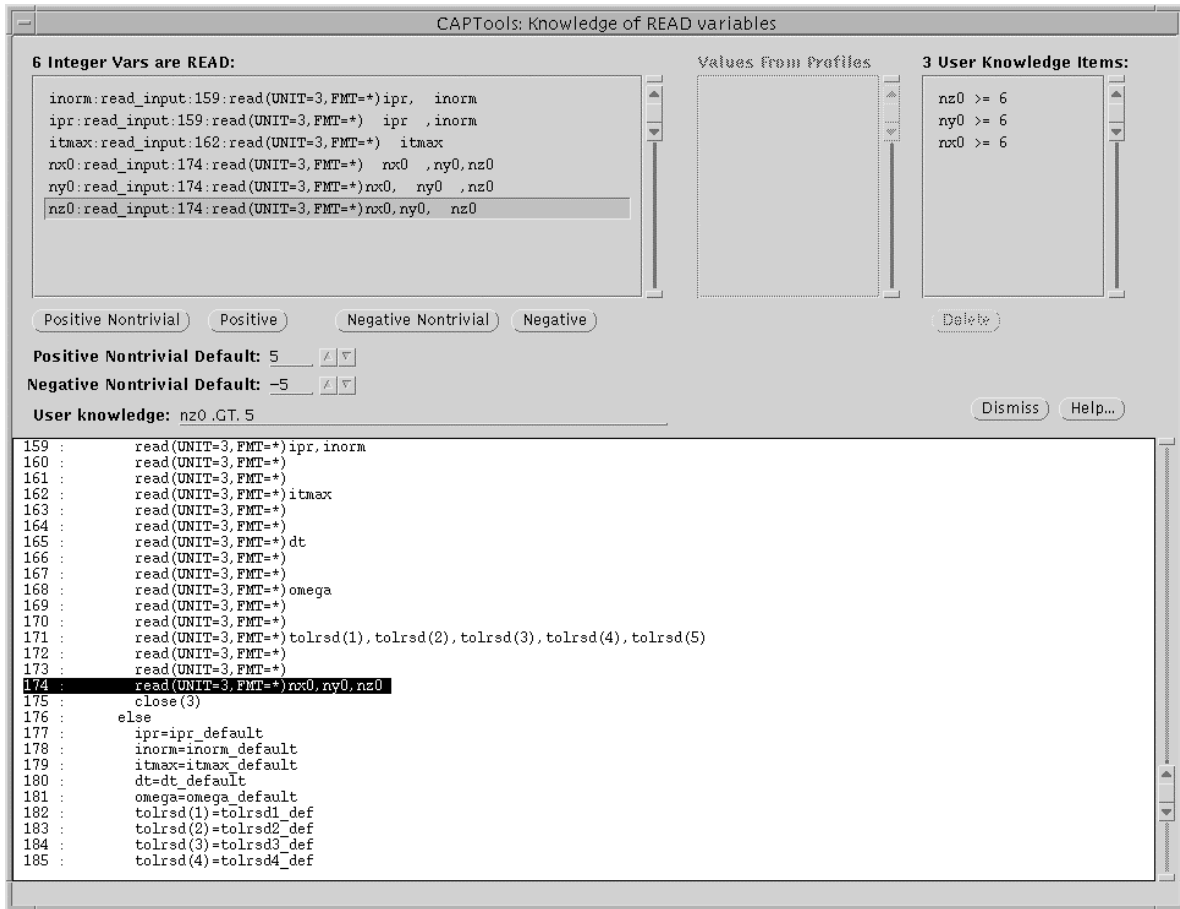 CAPTools: Knowledge of READ variables
6 Integer Vars are READ:
Values From Profiles
3 User Knowledge Items:
inorm:read_input:159:read(UNIT=3,FMT=*)ipr,  inorm
ipr:read_input:159:read(UNIT=3,FMT=*)  ipr  ,inorm
itmax:read_input:162:read(UNIT=3,FMT=*)  itmax
nx0:read_input:174:read(UNIT=3,FMT=*)  nx0  ,ny0,nz0
ny0:read_input:174:read(UNIT=3,FMT=*)nx0,  ny0  ,nz0
nz0:read_input:174:read(UNIT=3,FMT=*)nx0,ny0,  nz0
nz0 >= 6
ny0 >= 6
nx0 >= 6
Positive Nontrivial Positive Negative Nontrivial Negative Delete
Positive Nontrivial Default: 5
Negative Nontrivial Default: -5
User knowledge: nz0 .GT. 5
Dismiss Help...
159 : read(UNIT=3,FMT=*)ipr,inorm
160 : read(UNIT=3,FMT=*)
161 : read(UNIT=3,FMT=*)
162 : read(UNIT=3,FMT=*)itmax
163 : read(UNIT=3,FMT=*)
164 : read(UNIT=3,FMT=*)
165 : read(UNIT=3,FMT=*)dt
166 : read(UNIT=3,FMT=*)
167 : read(UNIT=3,FMT=*)
168 : read(UNIT=3,FMT=*)omega
169 : read(UNIT=3,FMT=*)
170 : read(UNIT=3,FMT=*)
171 : read(UNIT=3,FMT=*)tolrsd(1),tolrsd(2),tolrsd(3),tolrsd(4),tolrsd(5)
172 : read(UNIT=3,FMT=*)
173 : read(UNIT=3,FMT=*)
174 : read(UNIT=3,FMT=*)nx0,ny0,nz0
175 : close(3)
176 : else
177 : ipr=ipr_default
178 : inorm=inorm_default
179 : itmax=itmax_default
180 : dt=dt_default
181 : omega=omega_default
182 : tolrsd(1)=tolrsd1_def
183 : tolrsd(2)=tolrsd2_def
184 : tolrsd(3)=tolrsd3_def
185 : tolrsd(4)=tolrsd4_def